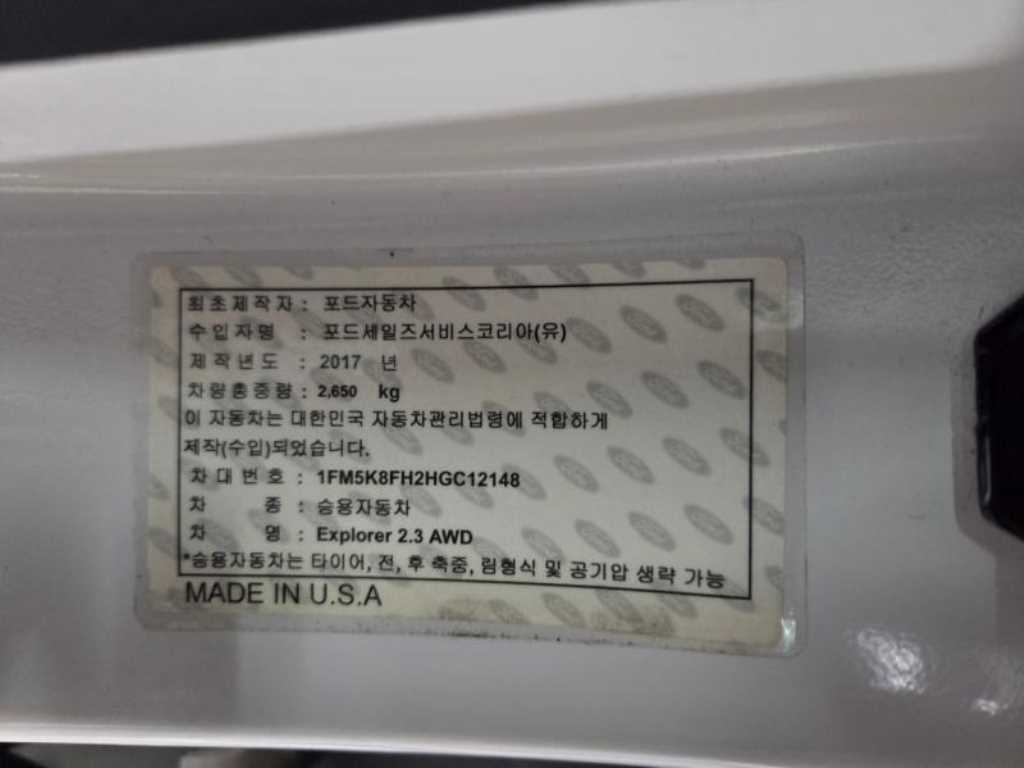 최초제작자 : 포드자동차
수입자명 : 포드세일즈서비스코리아(유)
제작년도 : 2017 년
차량총중량 : 2,650 kg
이 자동차는 대한민국 자동차관리법령에 적합하게
제작(수입)되었습니다.
차대번호 : 1FM5K8FH2HGC12148
차 종 : 승용자동차
차 명 : Explorer 2.3 AWD
*승용자동차는 타이어, 전, 후 축중, 림형식 및 공기압 생략 가능
MADE IN U.S.A